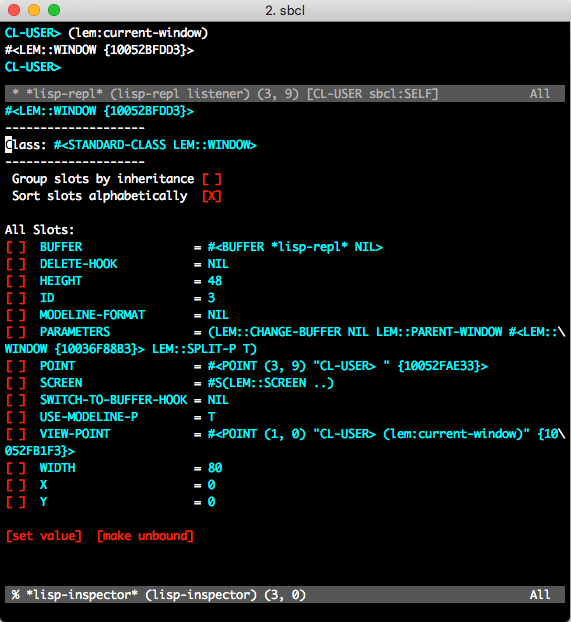 2. sbcl
CL-USER> (lem:current-window)
#<LEM::WINDOW {10052BFDD3}>
CL-USER>
* *lisp-repl* (lisp-repl listener) (3, 9) [CL-USER sbcl:SELF] All
#<LEM::WINDOW {10052BFDD3}>
--------------------
Class: #<STANDARD-CLASS LEM::WINDOW>
--------------------
Group slots by inheritance [ ]
Sort slots alphabetically [X]
All Slots:
[ ] BUFFER = #<BUFFER *lisp-repl* NIL>
[ ] DELETE-HOOK = NIL
[ ] HEIGHT = 48
[ ] ID = 3
[ ] MODELINE-FORMAT = NIL
[ ] PARAMETERS = (LEM::CHANGE-BUFFER NIL LEM::PARENT-WINDOW #<LEM::\
WINDOW {10036F88B3}> LEM::SPLIT-P T)
[ ] POINT = #<POINT (3, 9) "CL-USER> " {10052FAE33}>
[ ] SCREEN = #S(LEM::SCREEN ..)
[ ] SWITCH-TO-BUFFER-HOOK = NIL
[ ] USE-MODELINE-P = T
[ ] VIEW-POINT = #<POINT (1, 0) "CL-USER> (lem:current-window)" {10\
052FB1F3}>
[ ] WIDTH = 80
[ ] X = 0
[ ] Y = 0
[set value] [make unbound]
% *lisp-inspector* (lisp-inspector) (3, 0) All